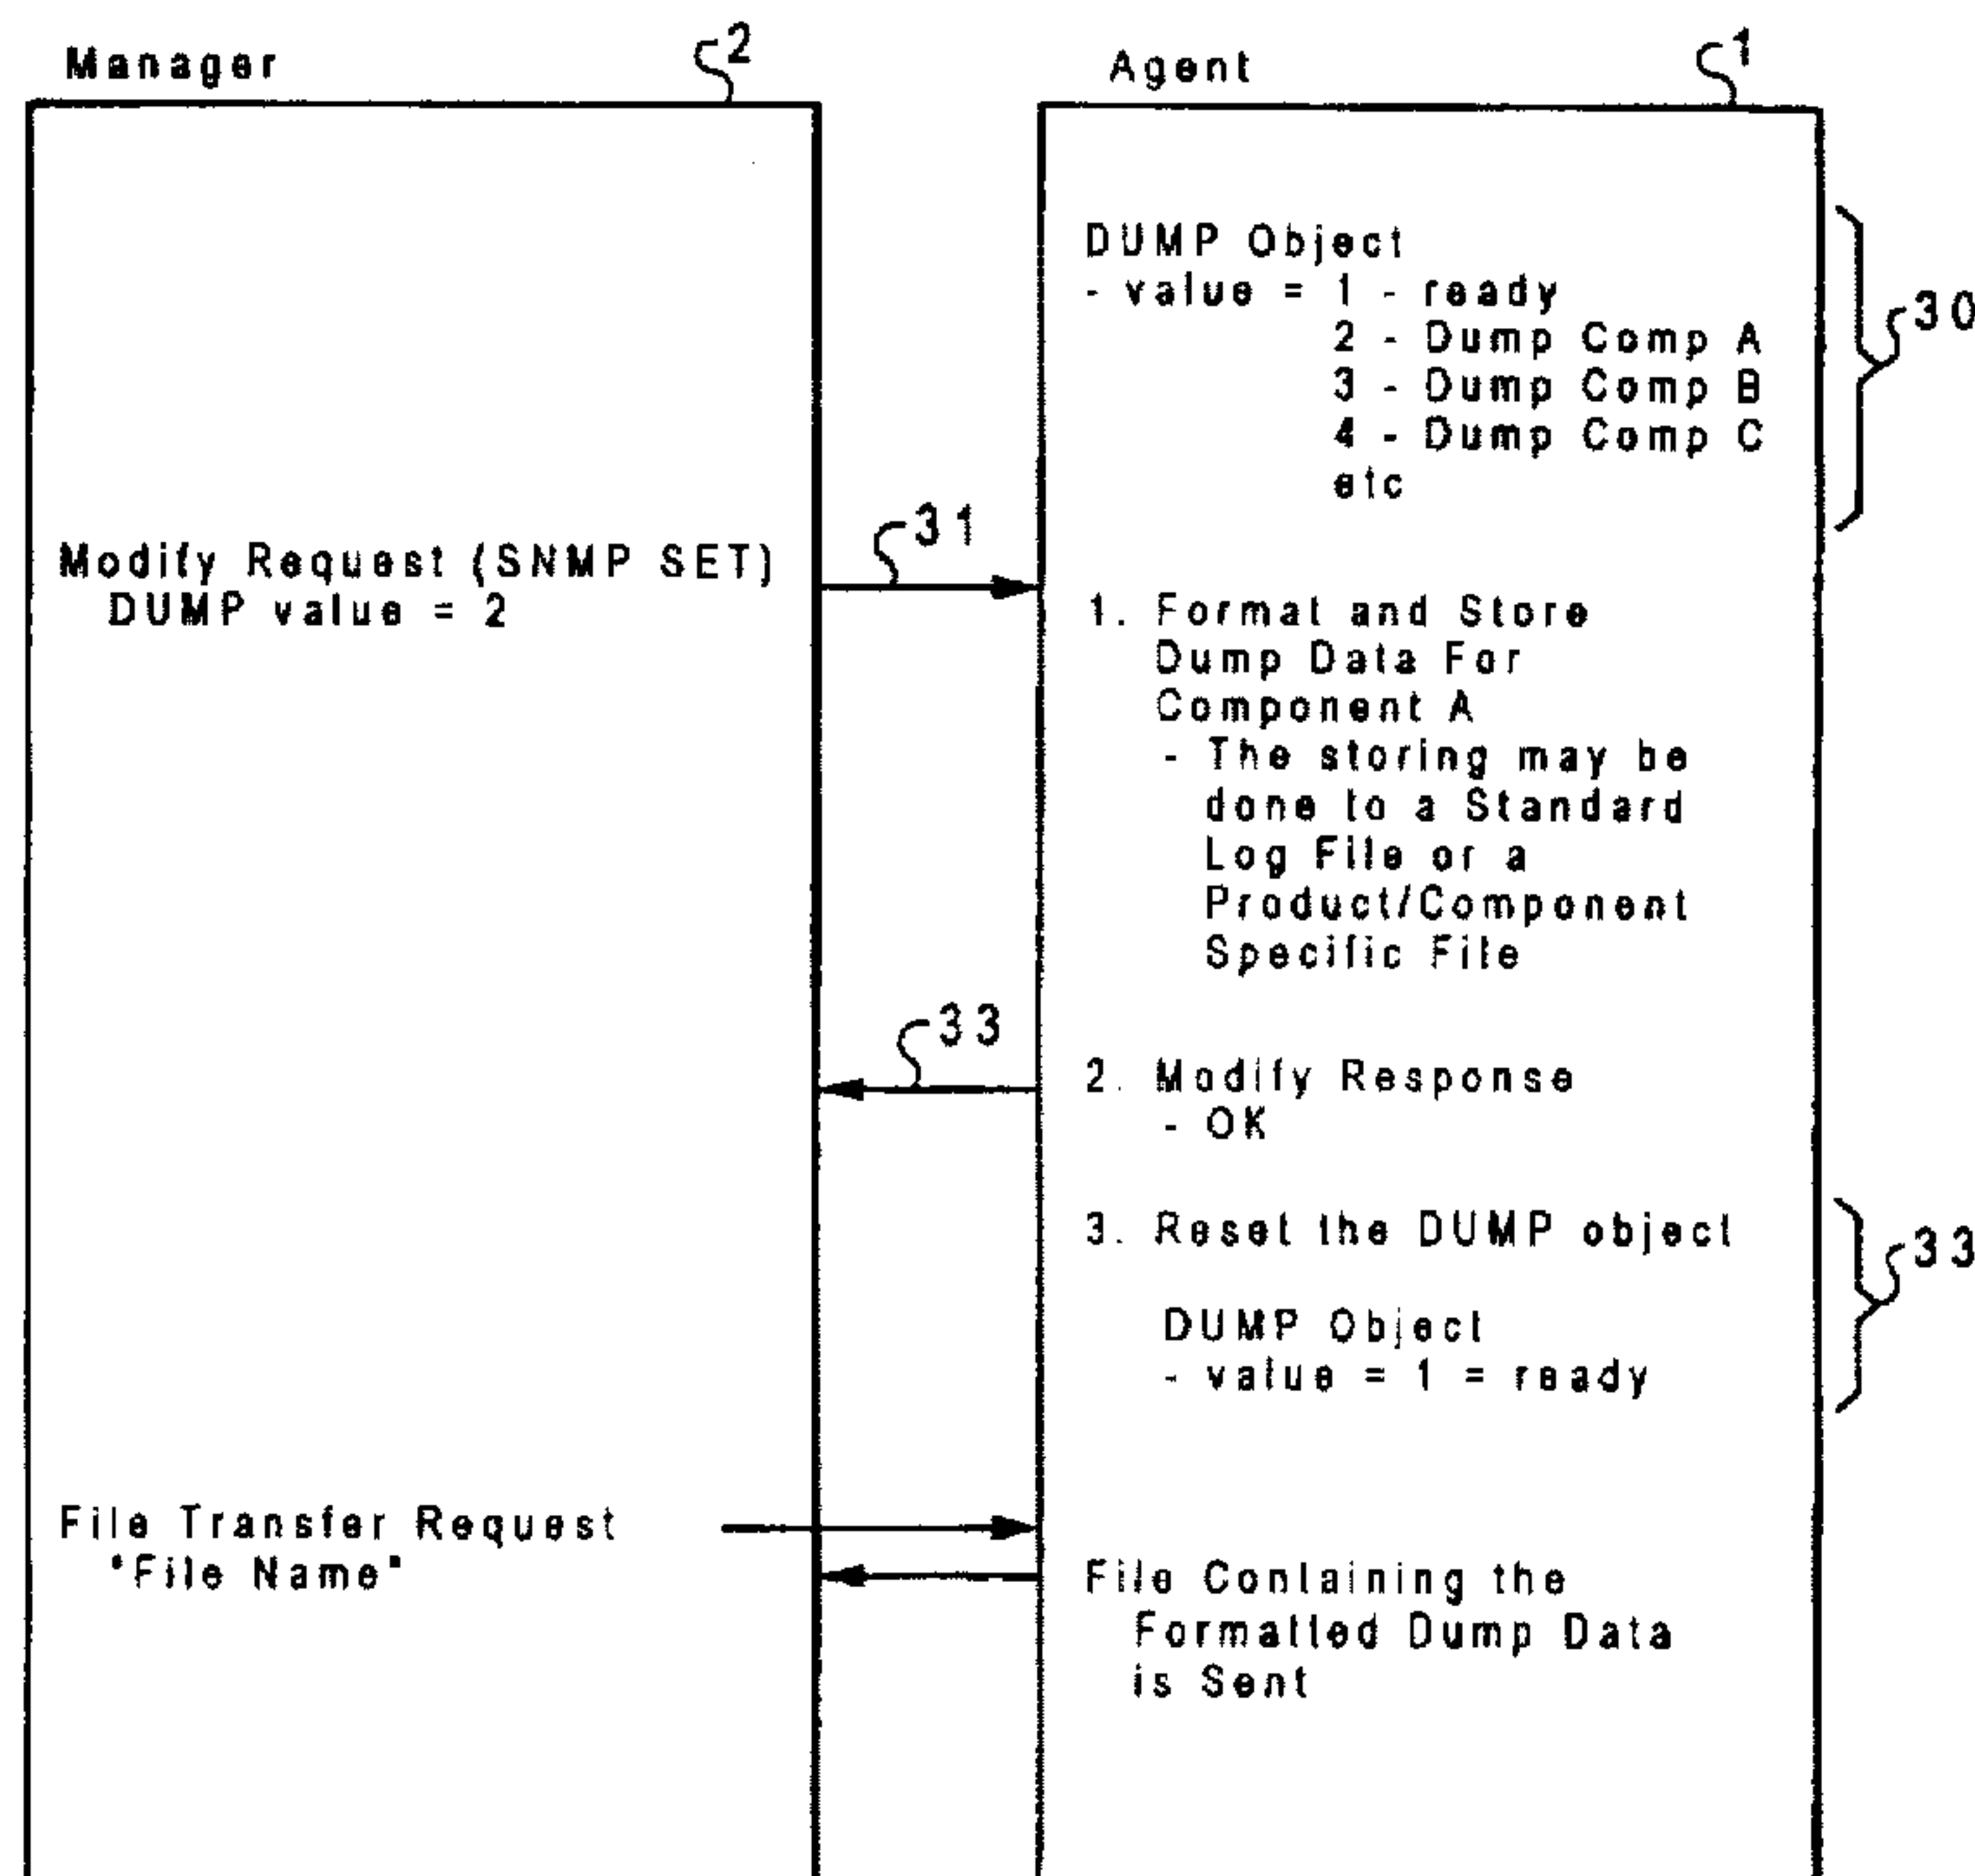 Manager
2
Agent
1
DUMP Object
- value = 1 - ready
2 - Dump Comp A
3 - Dump Comp B
4 - Dump Comp C
etc
30
Modify Request (SNMP SET)
DUMP value = 2
31
1. Format and Store
Dump Data For
Component A
- The storing may be
done to a Standard
Log File or a
Product/Component
Specific File
33
2. Modify Response
- OK
3. Reset the DUMP object
DUMP Object
- value = 1 = ready
33
File Transfer Request
"File Name"
File Containing the
Formatted Dump Data
is Sent